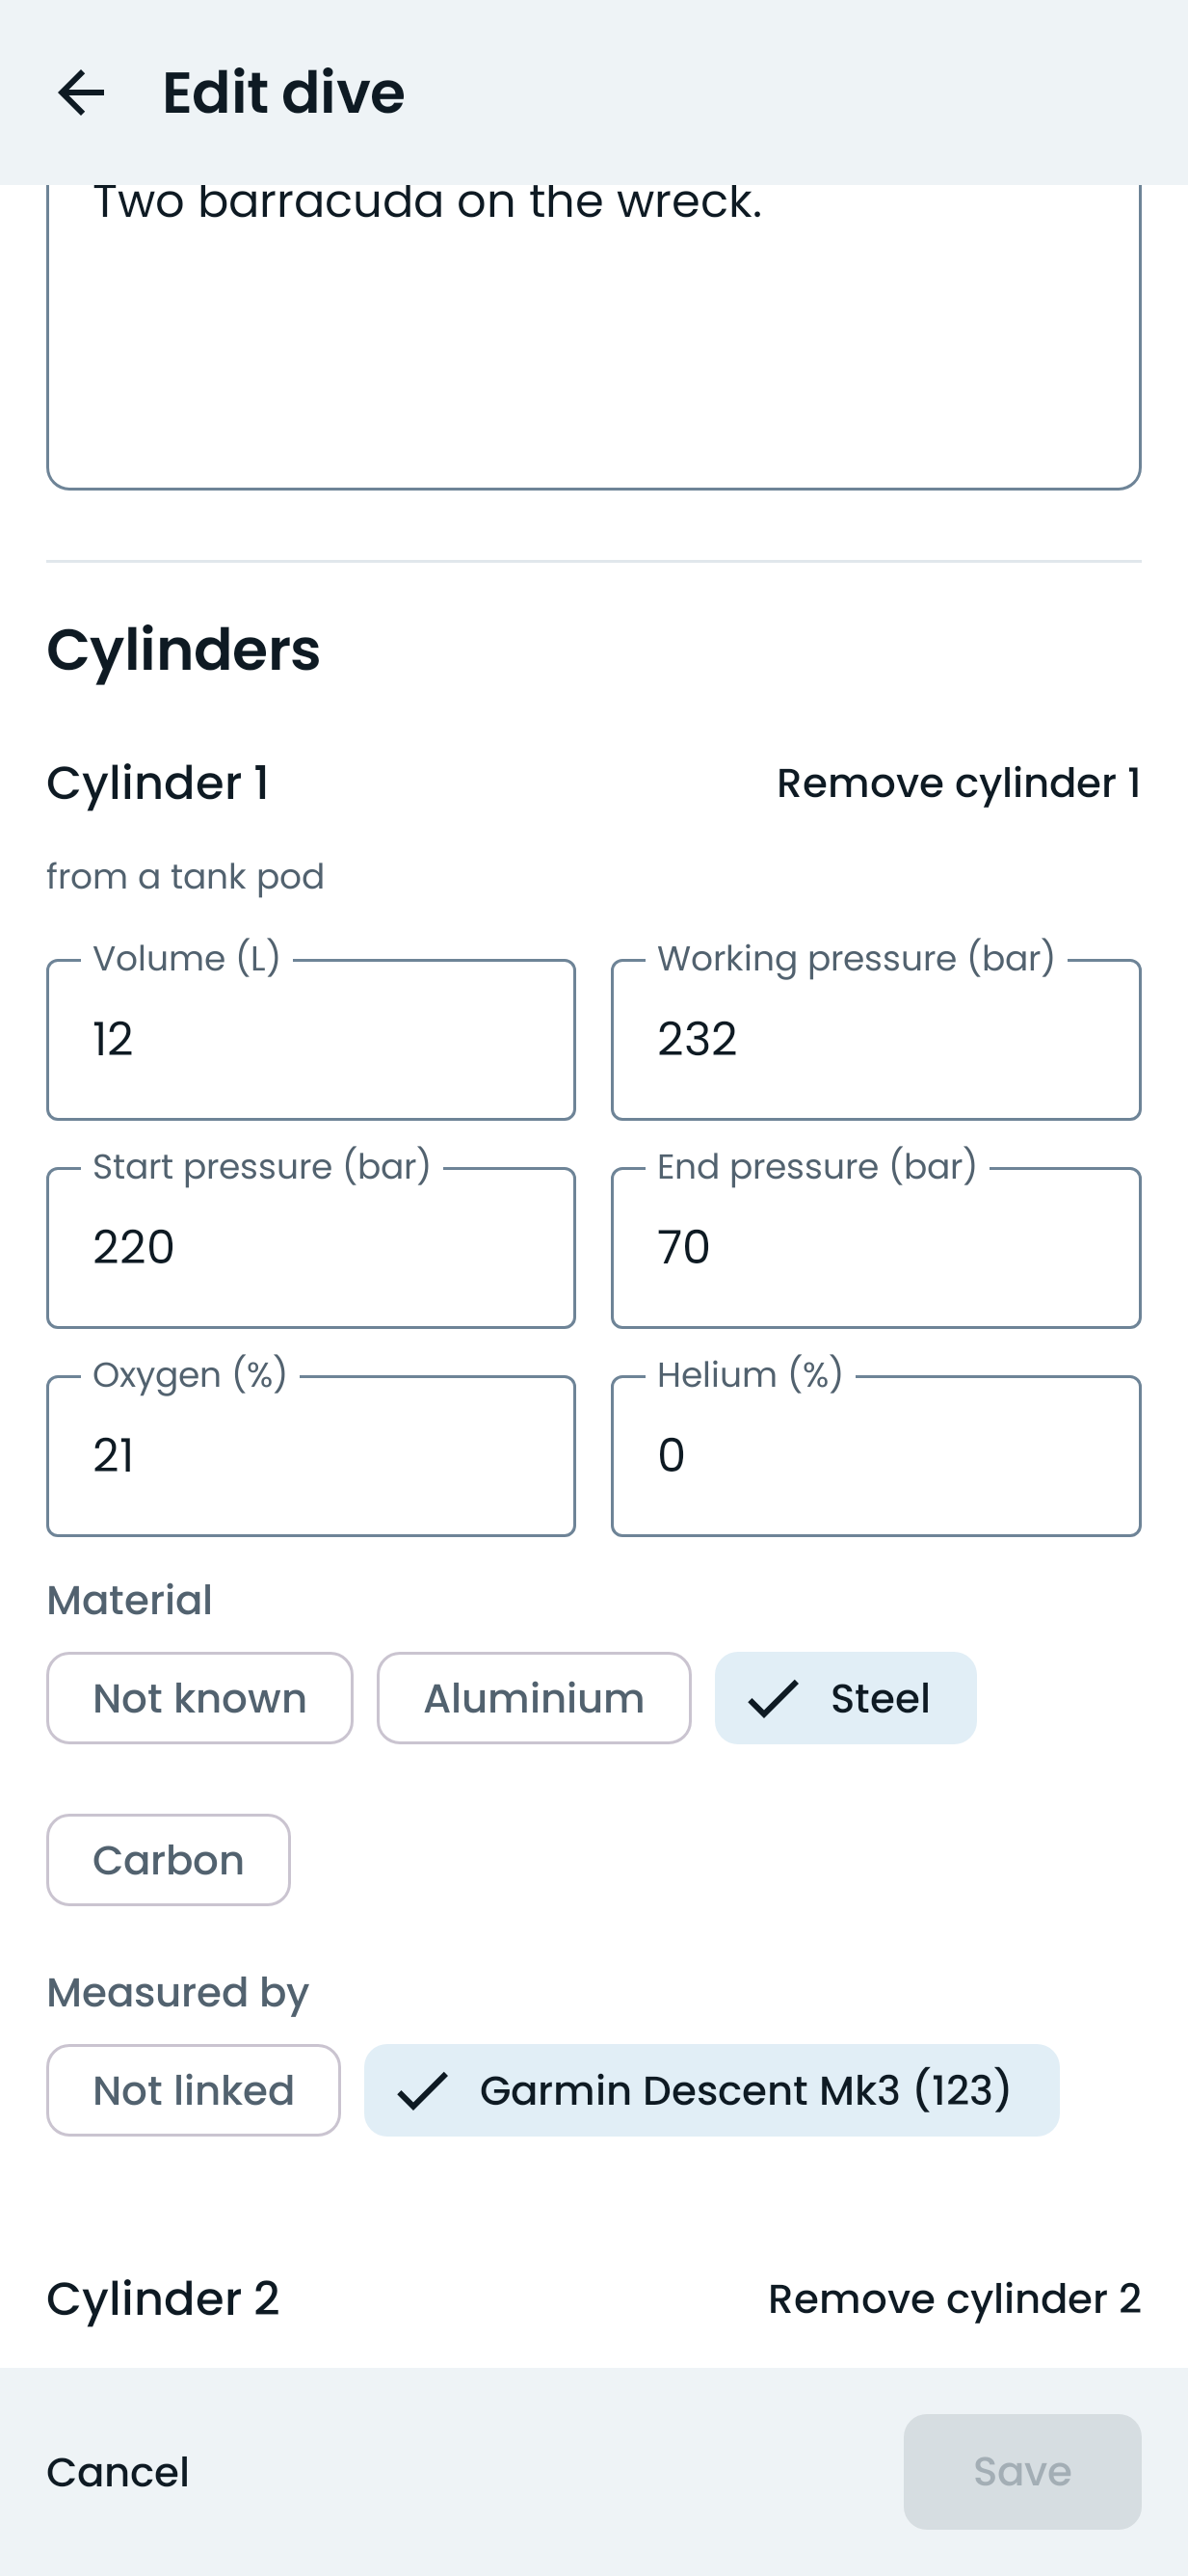 Edit dive
Two barracuda on the wreck.
Cylinders
Cylinder 1
Remove cylinder 1
from a tank pod
Volume (L)
Working pressure (bar)
12
232
Start pressure (bar)
End pressure (bar)
220
70
Oxygen (%)
Helium (%)
21
0
Material
Not known
Aluminium
Steel
Carbon
Measured by
Not linked
Garmin Descent Mk3 (123)
Cylinder 2
Remove cylinder 2
Cancel
Save